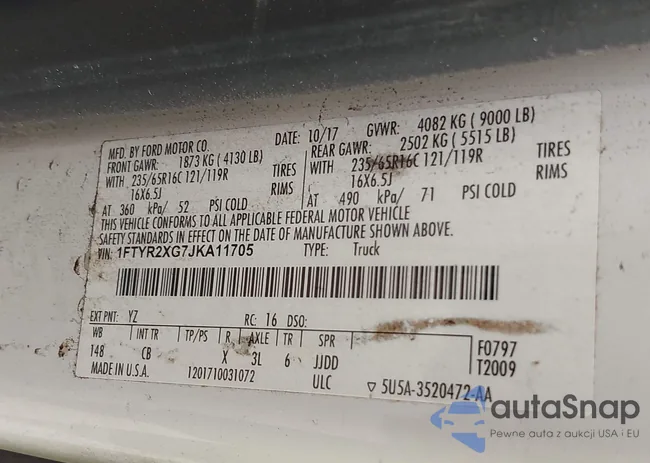 MFD. BY FORD MOTOR CO. DATE: 10/17 GVWR: 4082 KG ( 9000 LB)
FRONT GAWR: 1873 KG ( 4130 LB) REAR GAWR: 2502 KG ( 5515 LB)
WITH 235/65R16C 121/119R TIRES WITH 235/65R16C 121/119R TIRES
16X6.5J RIMS 16X6.5J RIMS
AT 360 kPa/ 52 PSI COLD AT 490 kPa/ 71 PSI COLD
THIS VEHICLE CONFORMS TO ALL APPLICABLE FEDERAL MOTOR VEHICLE
SAFETY STANDARDS IN EFFECT ON THE DATE OF MANUFACTURE SHOWN ABOVE.
VIN: 1FTYR2XG7JKA11705 TYPE: Truck
EXT PNT: YZ RC: 16 DSO:
WB INT TR TP/PS R AXLE TR SPR F0797
148 CB X 3L 6 JJDD T2009
MADE IN U.S.A. 1201710031072 ULC ▽ 5U5A-3520472-AA
autaSnap
Pewne auta z aukcji USA i EU